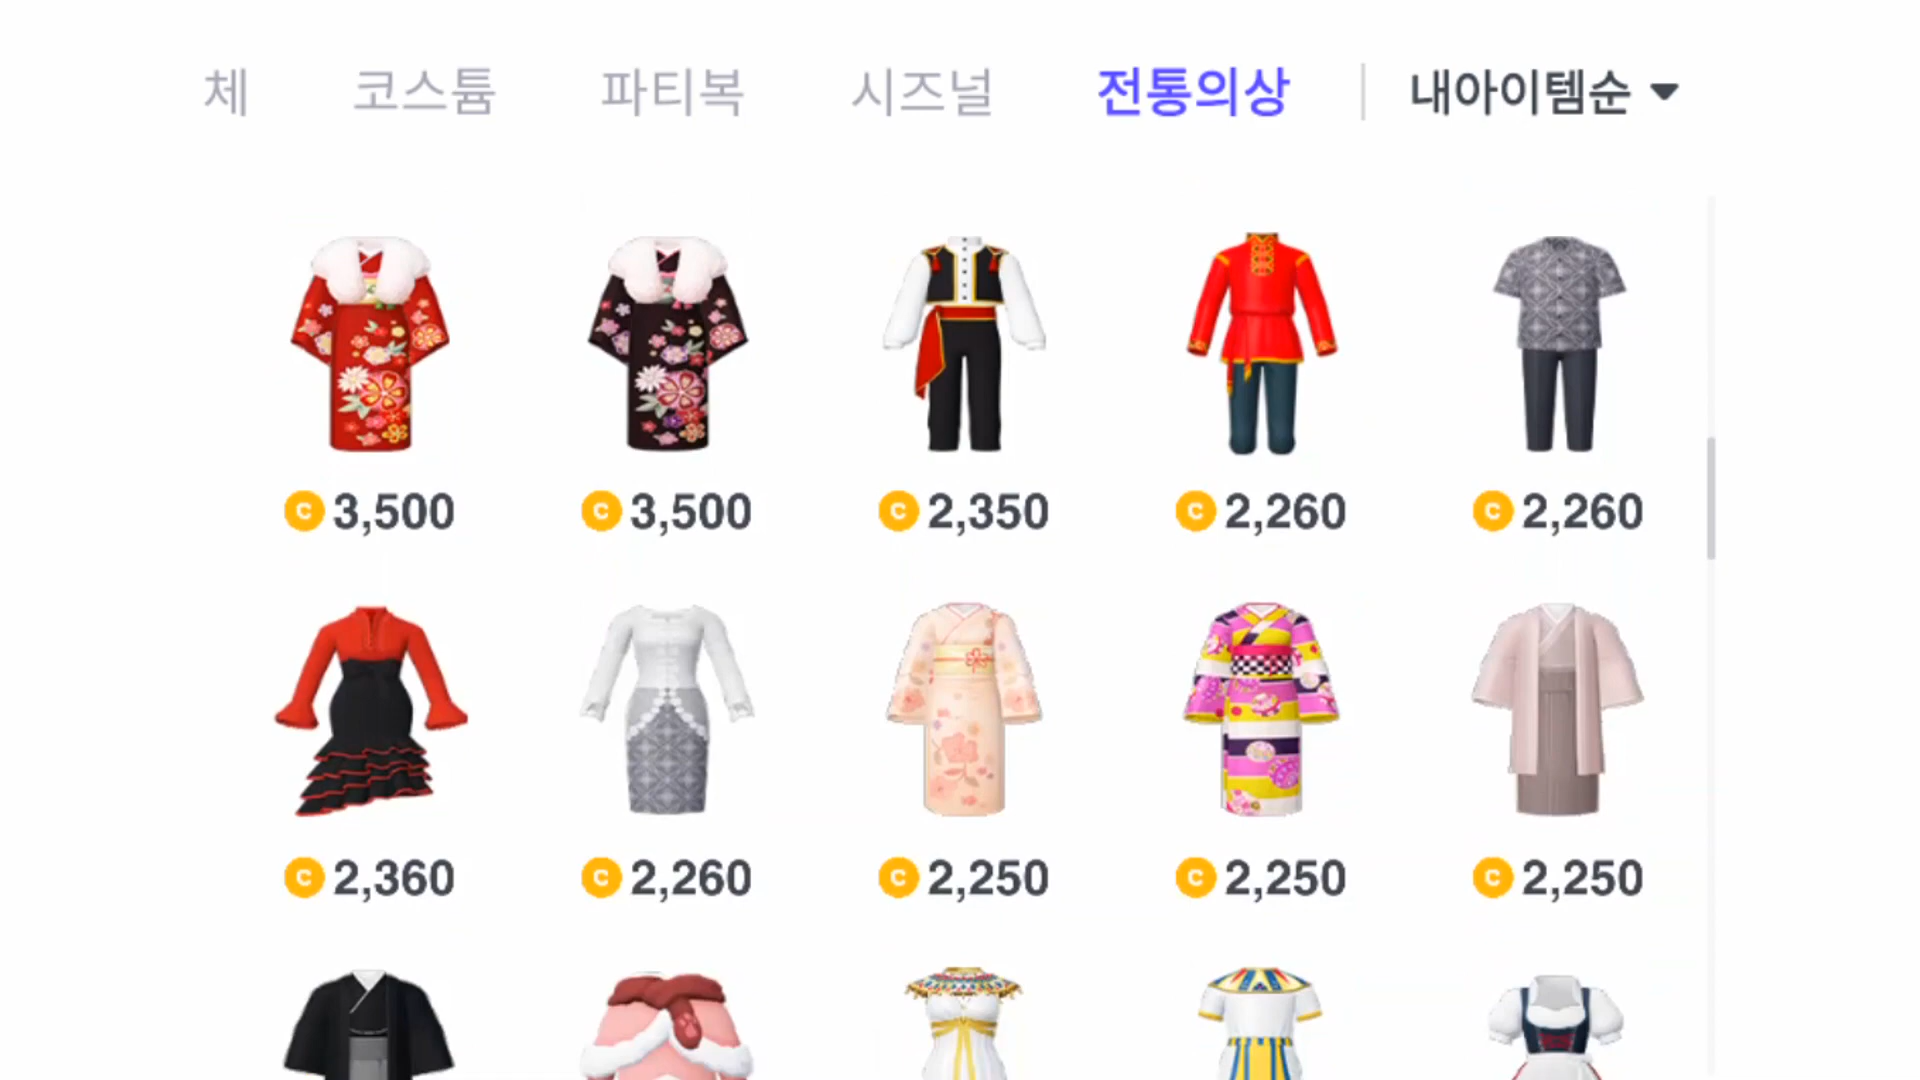 체 코스튬 파티복 시즈널 전통의상 내아이템순
C 3,500 C 3,500 C 2,350 C 2,260 C 2,260
C 2,360 C 2,260 C 2,250 C 2,250 C 2,250